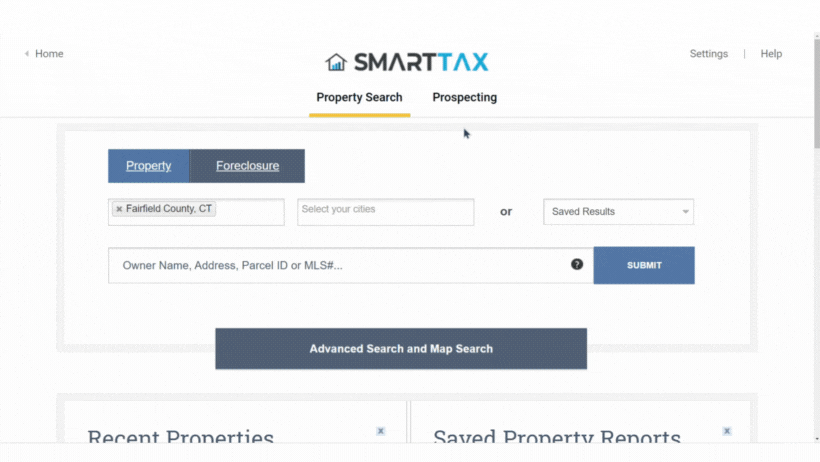 Home
SMARTTAX
Settings | Help
Property Search Prospecting
Property Foreclosure
× Fairfield County, CT Select your cities or Saved Results
Owner Name, Address, Parcel ID or MLS#... ? SUBMIT
Advanced Search and Map Search
Recent Properties x Saved Property Reports x